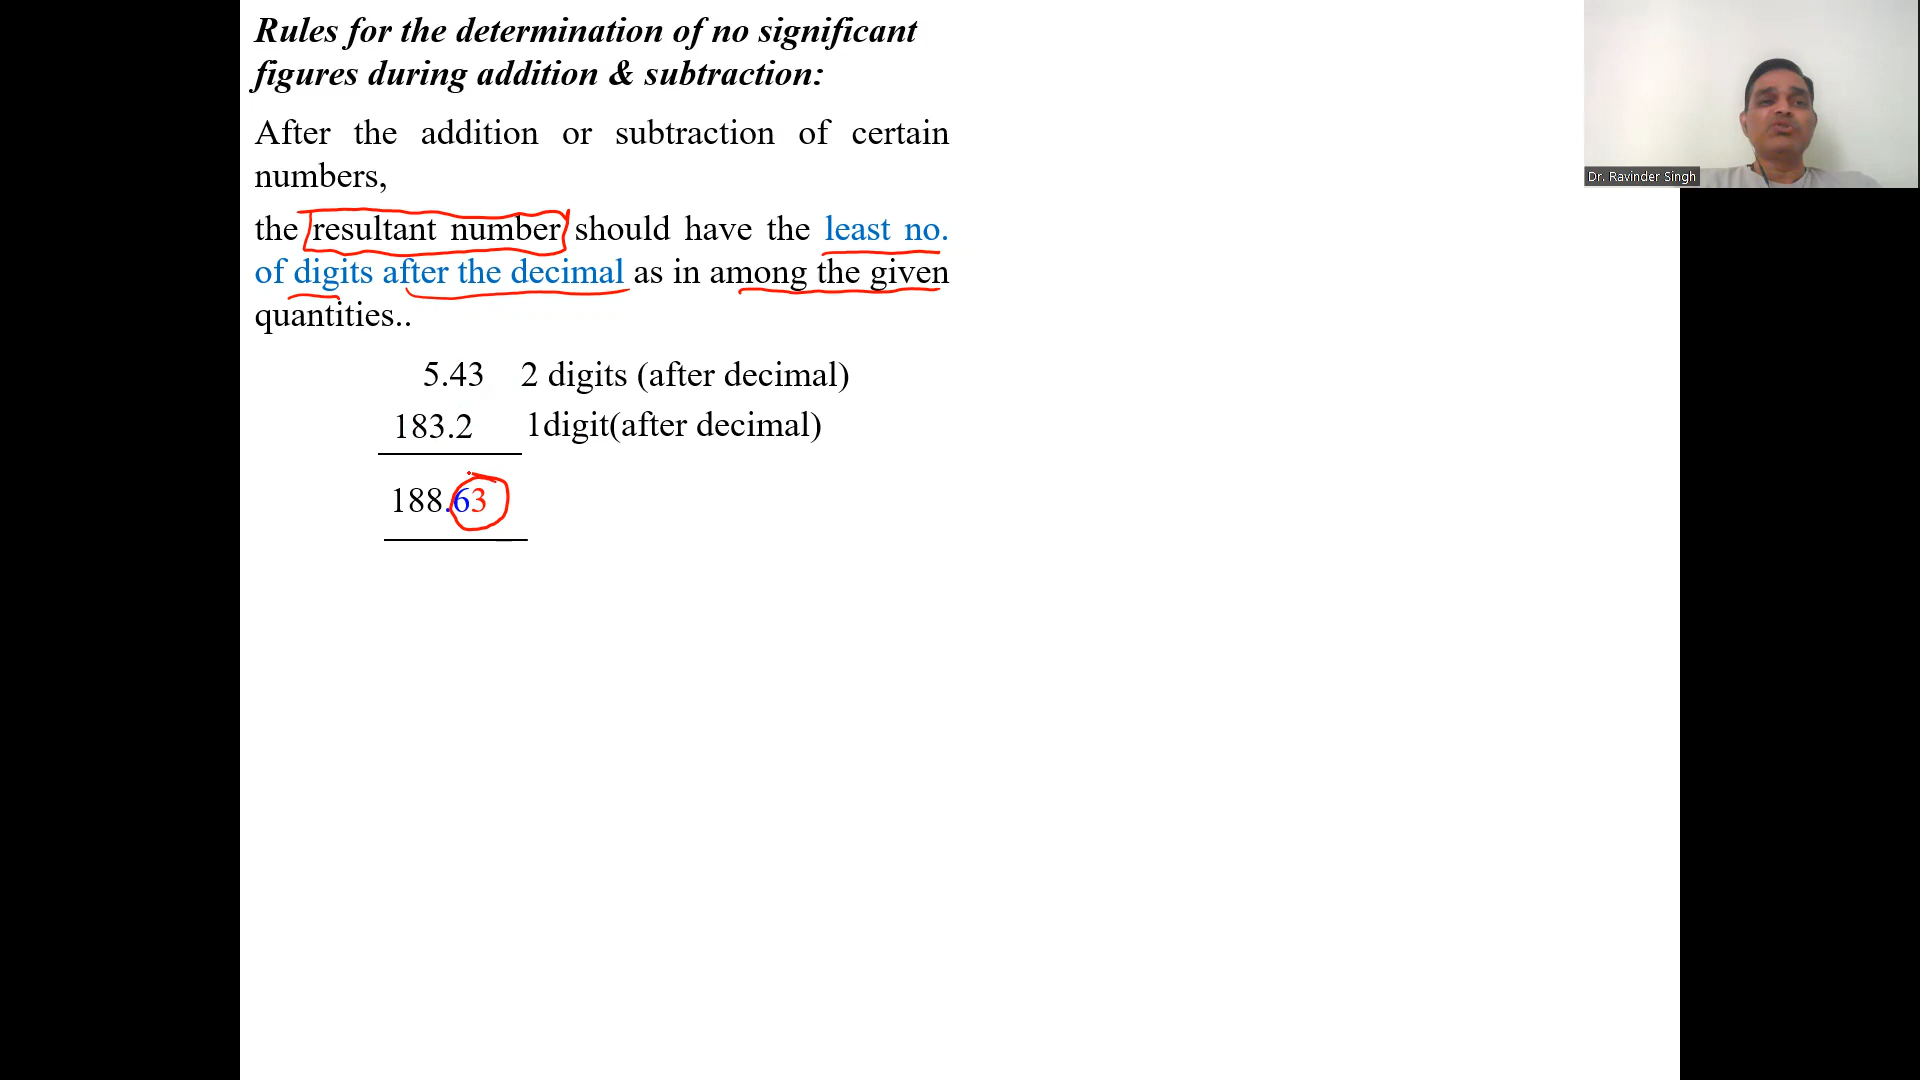 Rules for the determination of no significant
figures during addition & subtraction:
After the addition or subtraction of certain
numbers,
the resultant number should have the least no.
of digits after the decimal as in among the given
quantities..
5.43 2 digits (after decimal)
183.2 1digit(after decimal)
188.63
Dr. Ravinder Singh